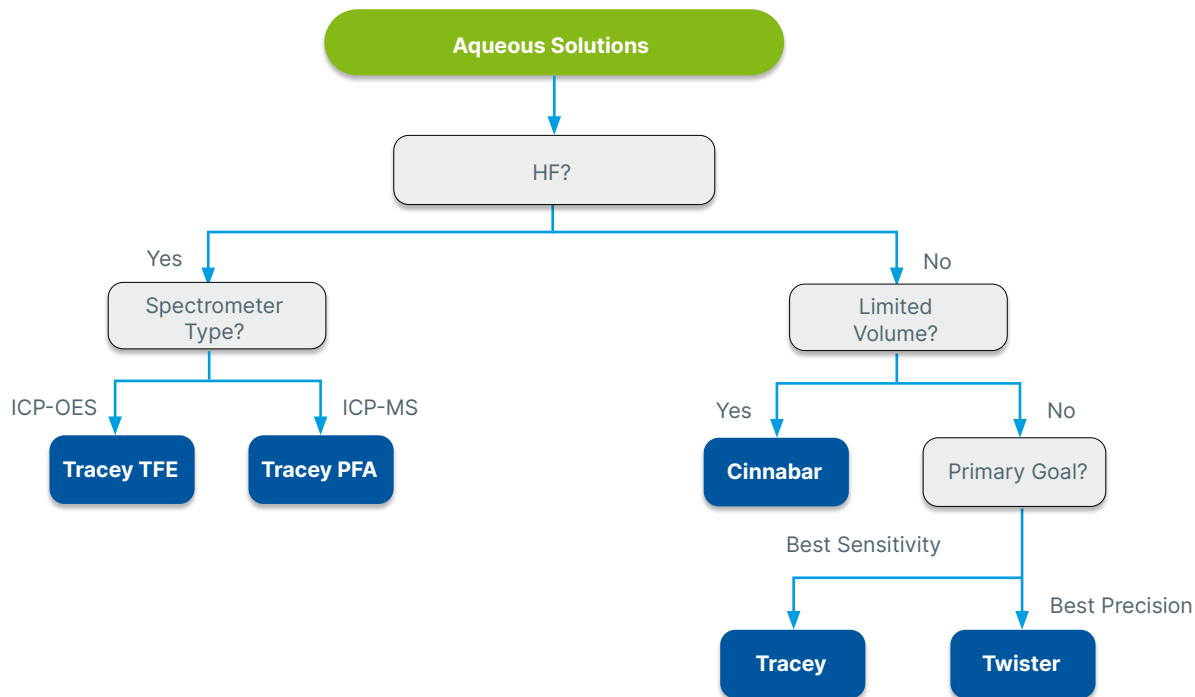 Aqueous Solutions
HF?
Yes
No
Spectrometer
Type?
Limited
Volume?
ICP-OES
ICP-MS
Yes
No
Tracey TFE
Tracey PFA
Cinnabar
Primary Goal?
Best Sensitivity
Best Precision
Tracey
Twister